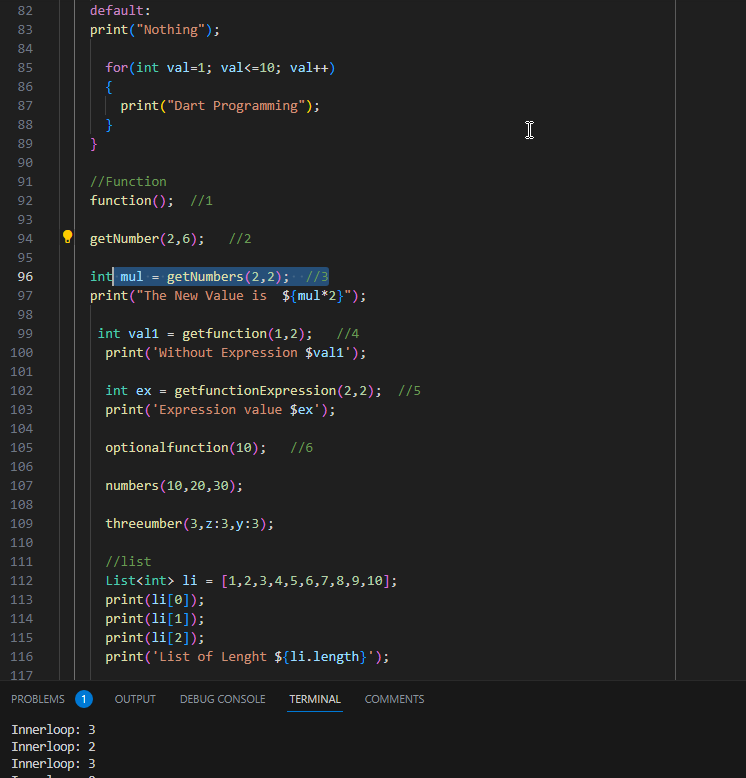 82 default:
83 print("Nothing");
84
85 for(int val=1; val<=10; val++)
86 {
87 print("Dart Programming");
88 }
89 }
90
91 //Function
92 function(); //1
93
94 getNumber(2,6); //2
95
96 int mul = getNumbers(2,2); //3
97 print("The New Value is ${mul*2}");
98
99 int val1 = getfunction(1,2); //4
100 print('Without Expression $val1');
101
102 int ex = getfunctionExpression(2,2); //5
103 print('Expression value $ex');
104
105 optionalfunction(10); //6
106
107 numbers(10,20,30);
108
109 threeumber(3,z:3,y:3);
110
111 //list
112 List<int> li = [1,2,3,4,5,6,7,8,9,10];
113 print(li[0]);
114 print(li[1]);
115 print(li[2]);
116 print('List of Lenght ${li.length}');
117
PROBLEMS 1 OUTPUT DEBUG CONSOLE TERMINAL COMMENTS
Innerloop: 3
Innerloop: 2
Innerloop: 3